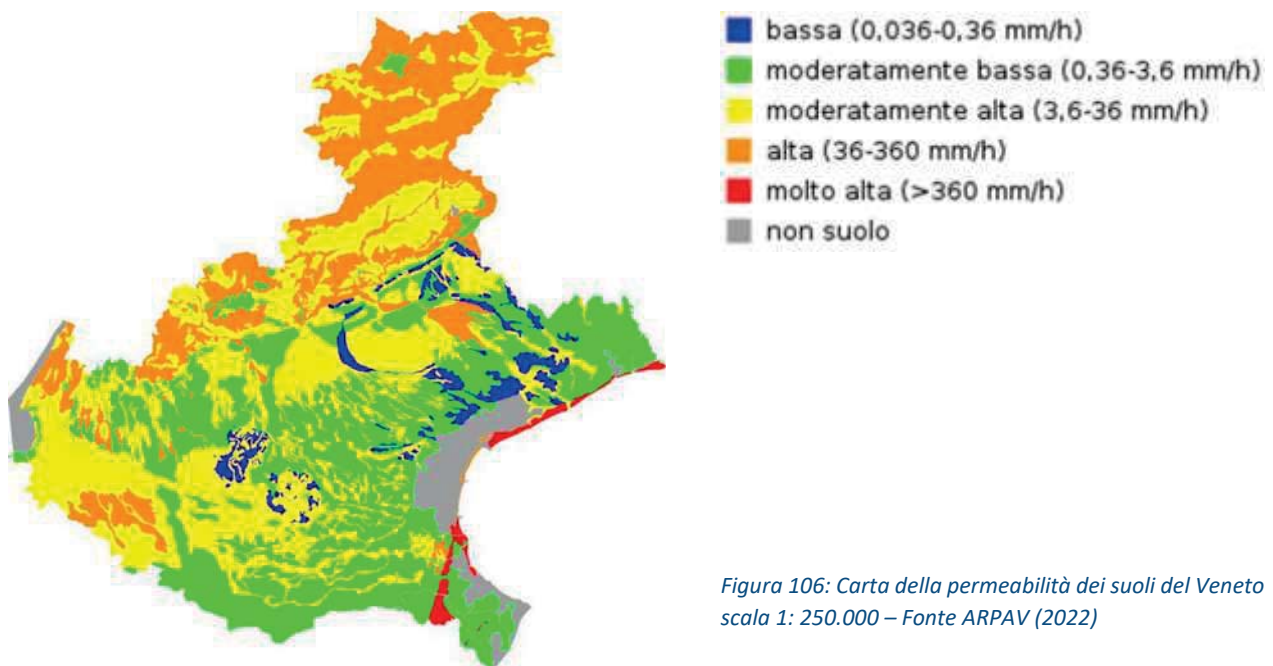 bassa (0,036-0,36 mm/h)
moderatamente bassa (0,36-3,6 mm/h)
moderatamente alta (3,6-36 mm/h)
alta (36-360 mm/h)
molto alta (>360 mm/h)
non suolo
Figura 106: Carta della permeabilità dei suoli del Veneto
scala 1: 250.000 – Fonte ARPAV (2022)